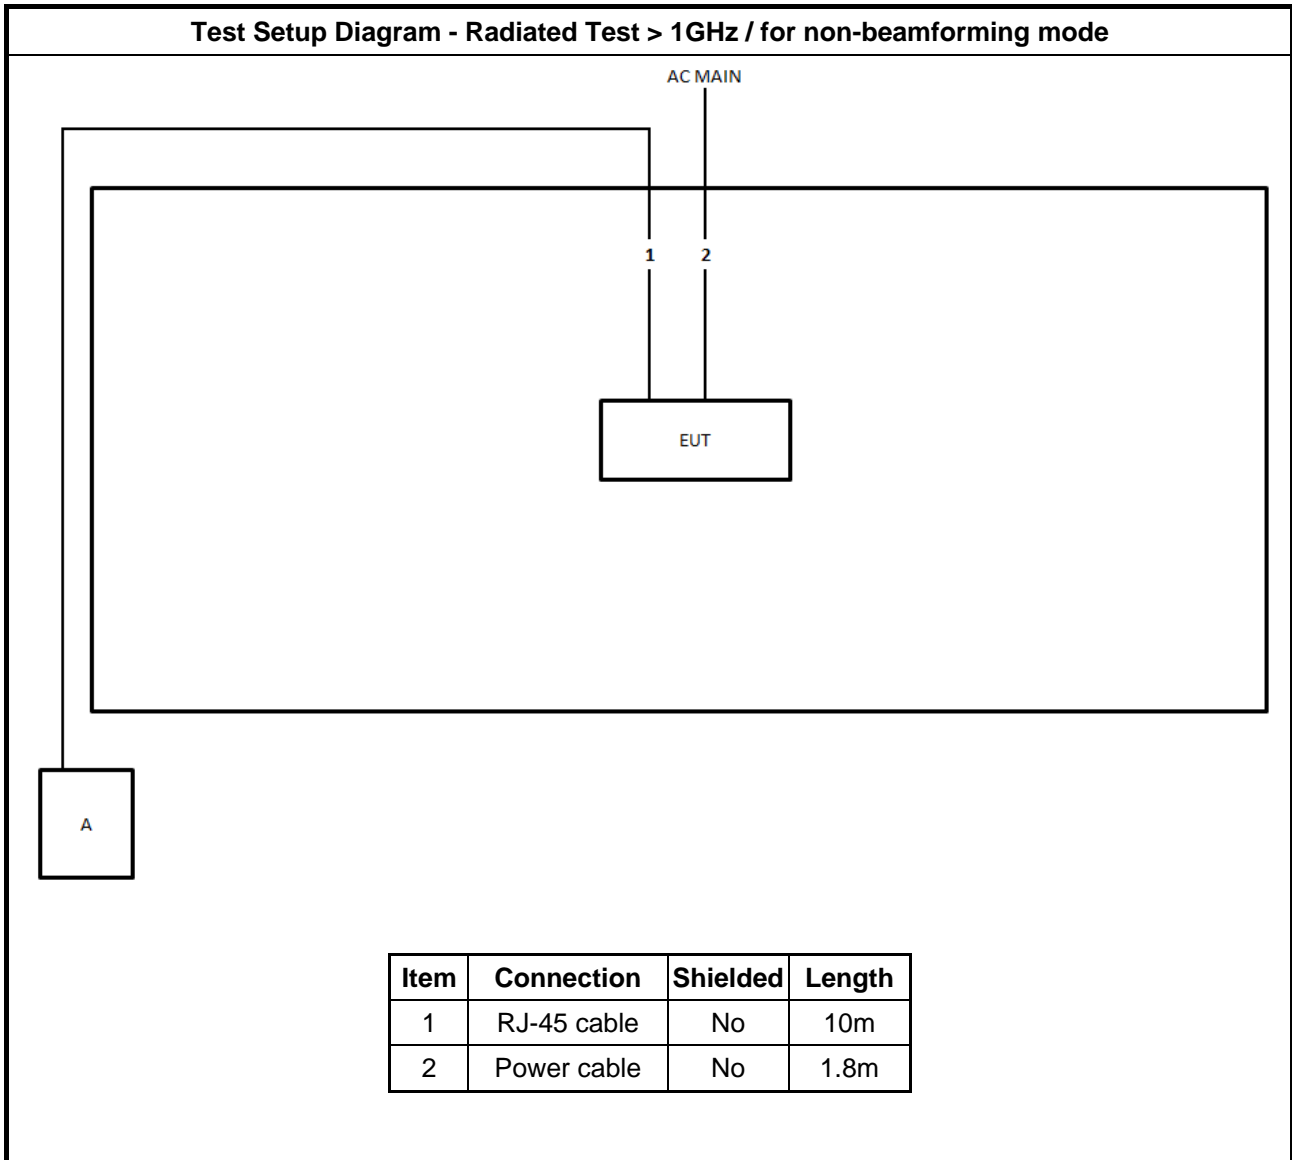 Test Setup Diagram - Radiated Test > 1GHz / for non-beamforming mode
AC MAIN
1 2
EUT
A
Item Connection Shielded Length
1 RJ-45 cable No 10m
2 Power cable No 1.8m